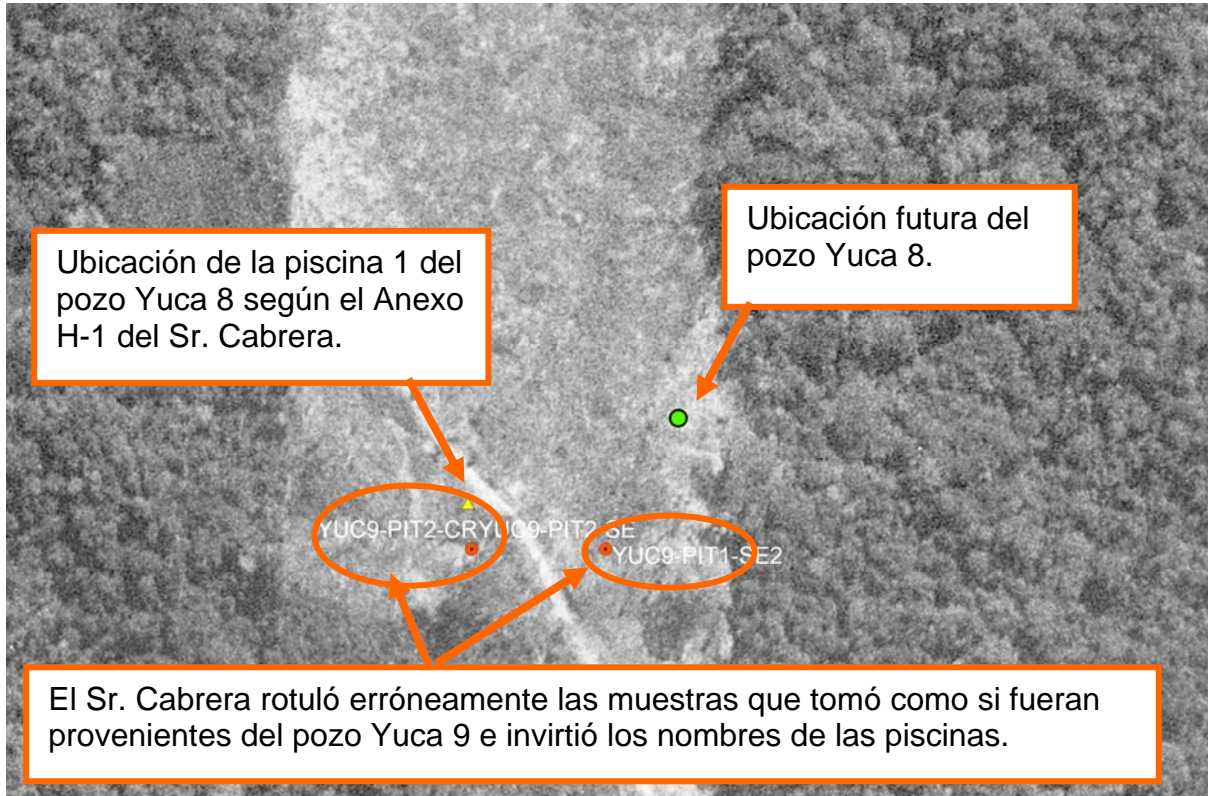 Ubicación futura del
pozo Yuca 8.
Ubicación de la piscina 1 del
pozo Yuca 8 según el Anexo
H-1 del Sr. Cabrera.
YUC9-PIT2-CRYUC9-PIT2-SE
YUC9-PIT1-SE2
El Sr. Cabrera rotuló erróneamente las muestras que tomó como si fueran
provenientes del pozo Yuca 9 e invirtió los nombres de las piscinas.